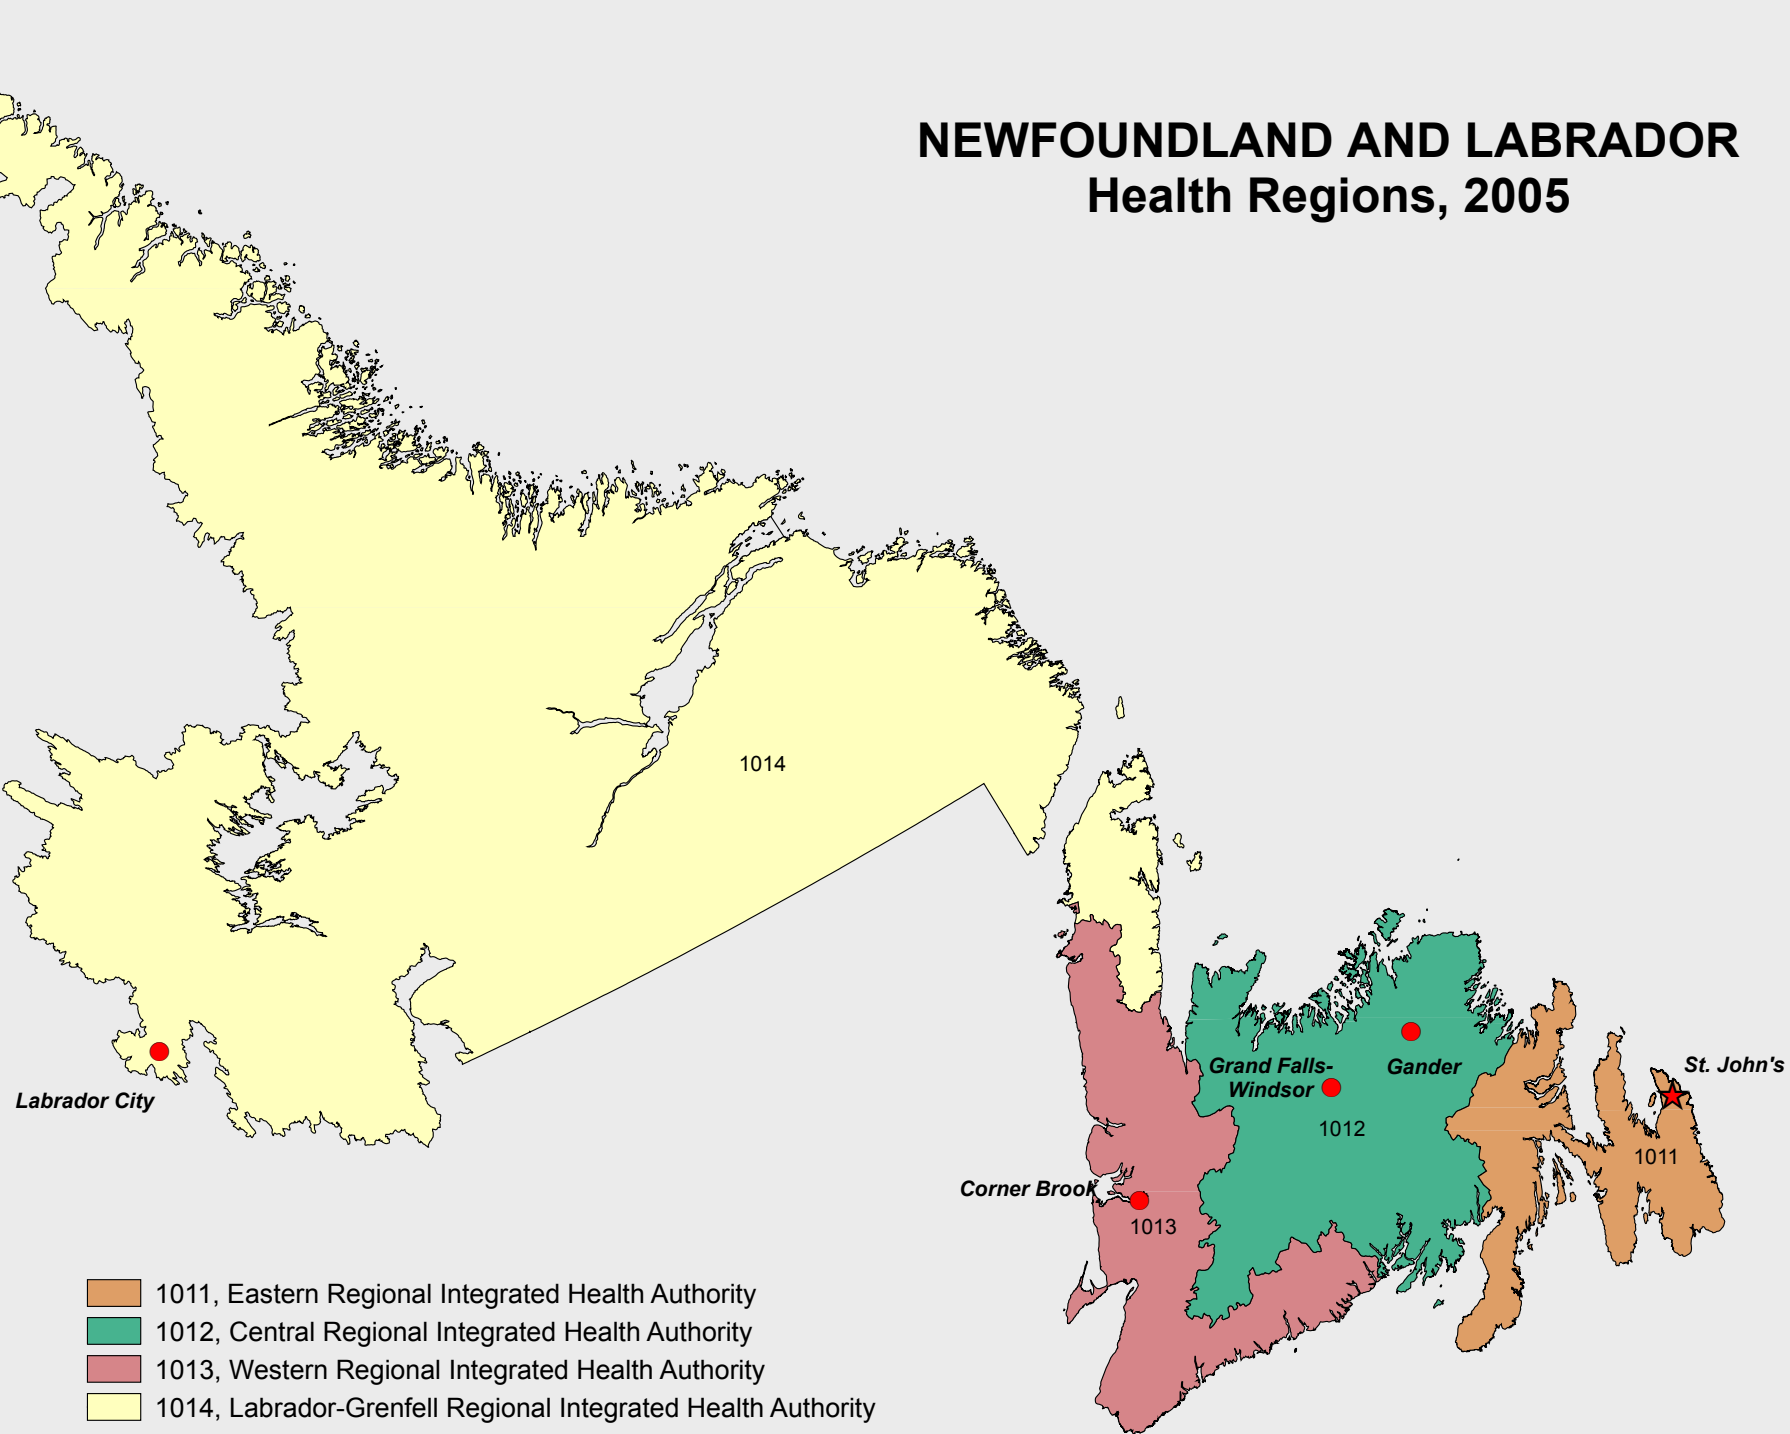 NEWFOUNDLAND AND LABRADOR
Health Regions, 2005
1014
Labrador City
Grand Falls-
Windsor
Gander
St. John's
1012
1011
Corner Brook
1013
1011, Eastern Regional Integrated Health Authority
1012, Central Regional Integrated Health Authority
1013, Western Regional Integrated Health Authority
1014, Labrador-Grenfell Regional Integrated Health Authority